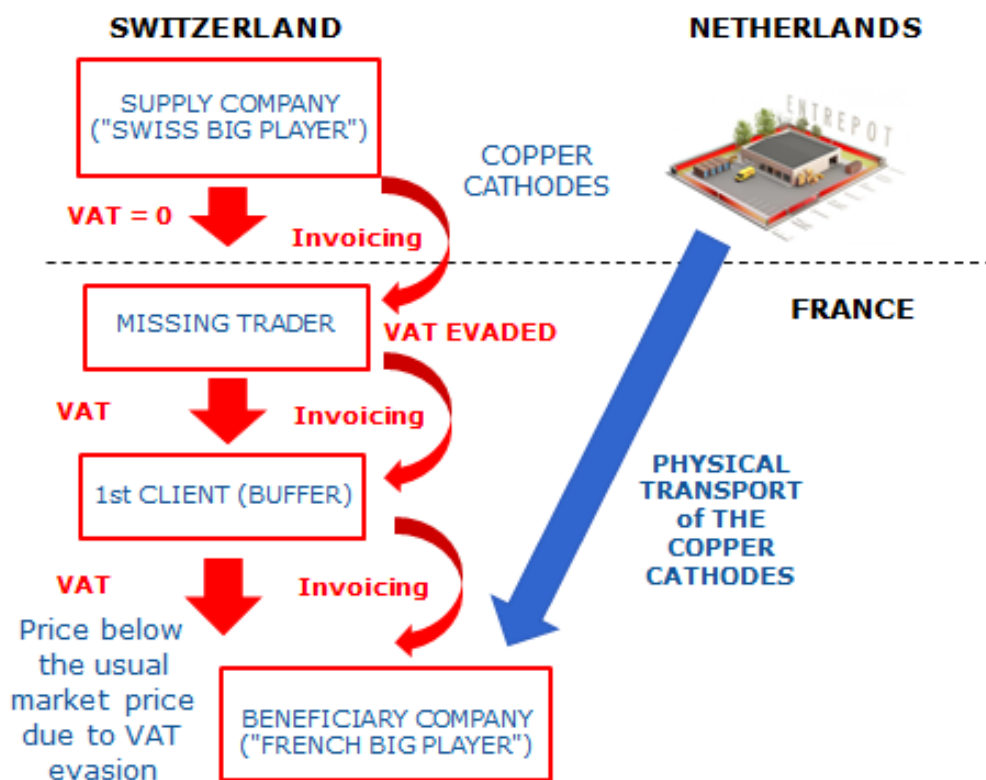 SWITZERLAND
NETHERLANDS
SUPPLY COMPANY
("SWISS BIG PLAYER")
ENTREPOT
COPPER
CATHODES
VAT = 0
Invoicing
MISSING TRADER
VAT EVADED
FRANCE
VAT
Invoicing
1st CLIENT (BUFFER)
PHYSICAL
TRANSPORT
of THE
COPPER
CATHODES
VAT
Invoicing
Price below
the usual
market price
due to VAT
evasion
BENEFICIARY COMPANY
("FRENCH BIG PLAYER")